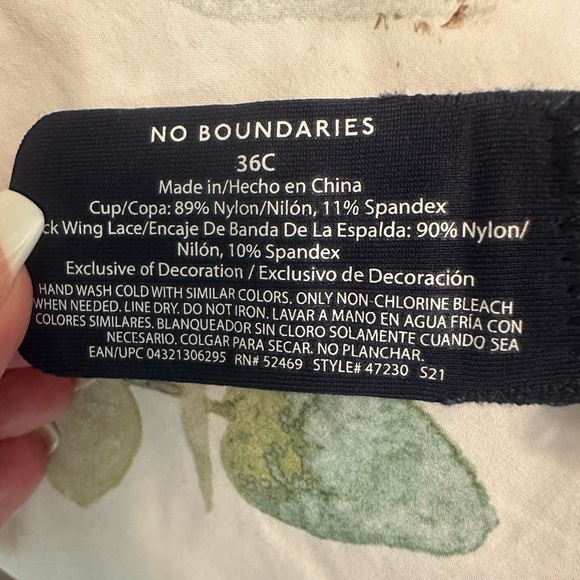 NO BOUNDARIES
36C
Made in/Hecho en China
Cup/Copa: 89% Nylon/Nilón, 11% Spandex
Wing Lace/Encaje De Banda De La Espalda: 90% Nylon/
Nilón, 10% Spandex
Exclusive of Decoration / Exclusivo de Decoración
HAND WASH COLD WITH SIMILAR COLORS. ONLY NON-CHLORINE BLEACH
WHEN NEEDED. LINE DRY. DO NOT IRON. LAVAR A MANO EN AGUA FRÍA CON
COLORES SIMILARES. BLANQUEADOR SIN CLORO SOLAMENTE CUANDO SEA
NECESARIO. COLGAR PARA SECAR. NO PLANCHAR.
EAN/UPC 04321306295 RN# 52469 STYLE# 47230 S21